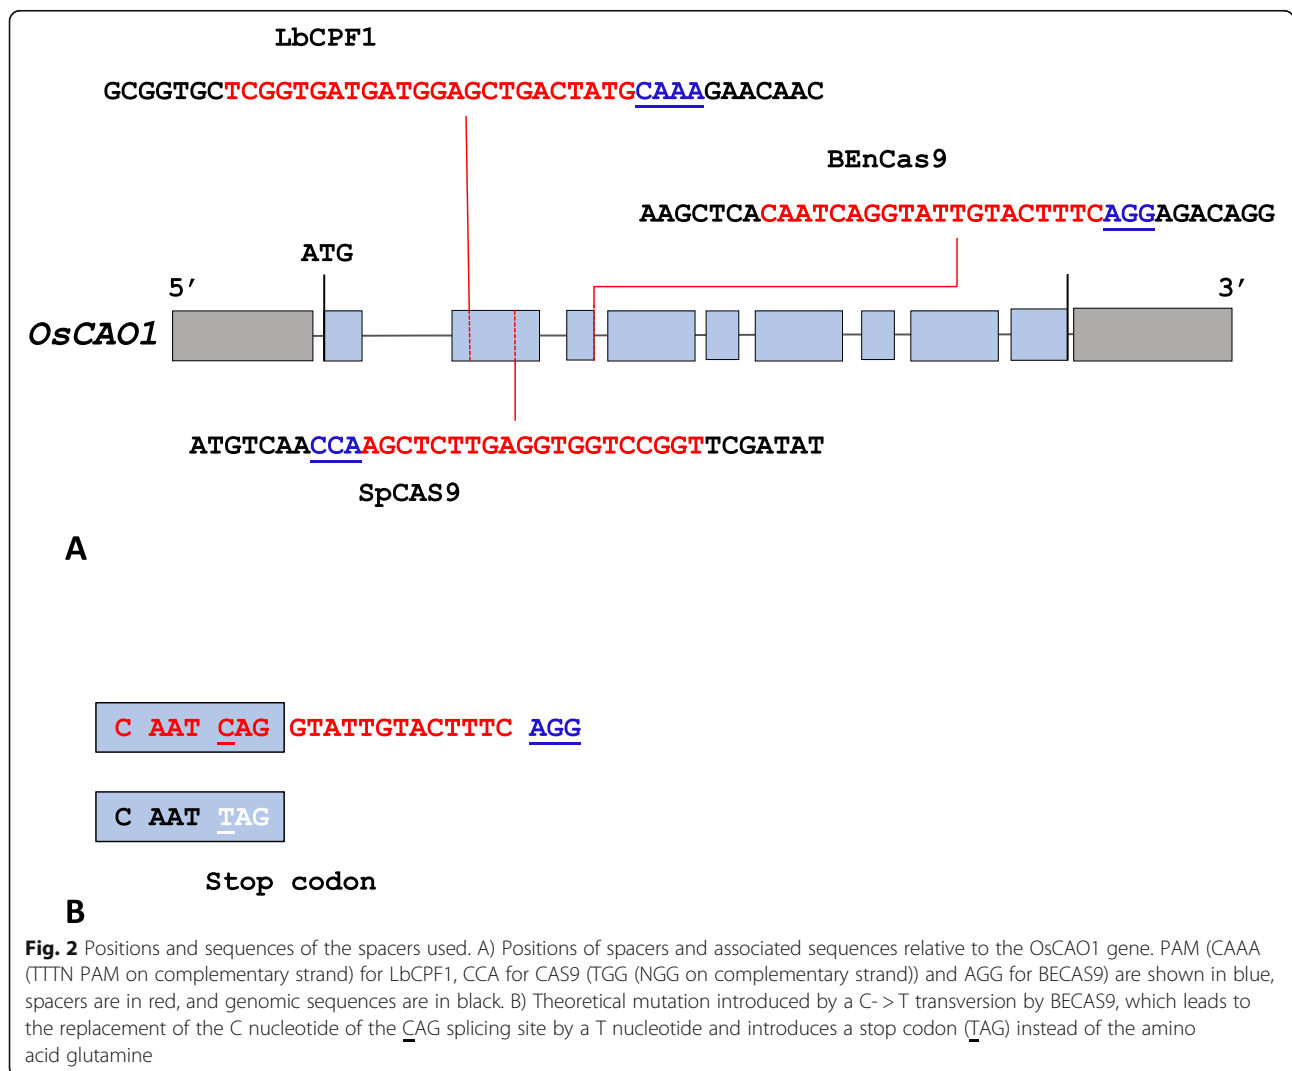 LbCPF1
GCGGTGCTCGGTGATGATGGAGCTGACTATGCAAAGAACAAC
BEnCas9
AAGCTCACAATCAGGTATTGTACTTTCAGGAGACAGG
ATG
5′
3′
OsCAO1
ATGTCAACCAAGCTCTTGAGGTGGTCCGGTTCGATAT
SpCAS9
A
C AAT CAG GTATTGTACTTTC AGG
C AAT TAG
Stop codon
B
Fig. 2 Positions and sequences of the spacers used. A) Positions of spacers and associated sequences relative to the OsCAO1 gene. PAM (CAAA
(TTTN PAM on complementary strand) for LbCPF1, CCA for CAS9 (TGG (NGG on complementary strand)) and AGG for BECAS9) are shown in blue,
spacers are in red, and genomic sequences are in black. B) Theoretical mutation introduced by a C- > T transversion by BECAS9, which leads to
the replacement of the C nucleotide of the CAG splicing site by a T nucleotide and introduces a stop codon (TAG) instead of the amino
acid glutamine